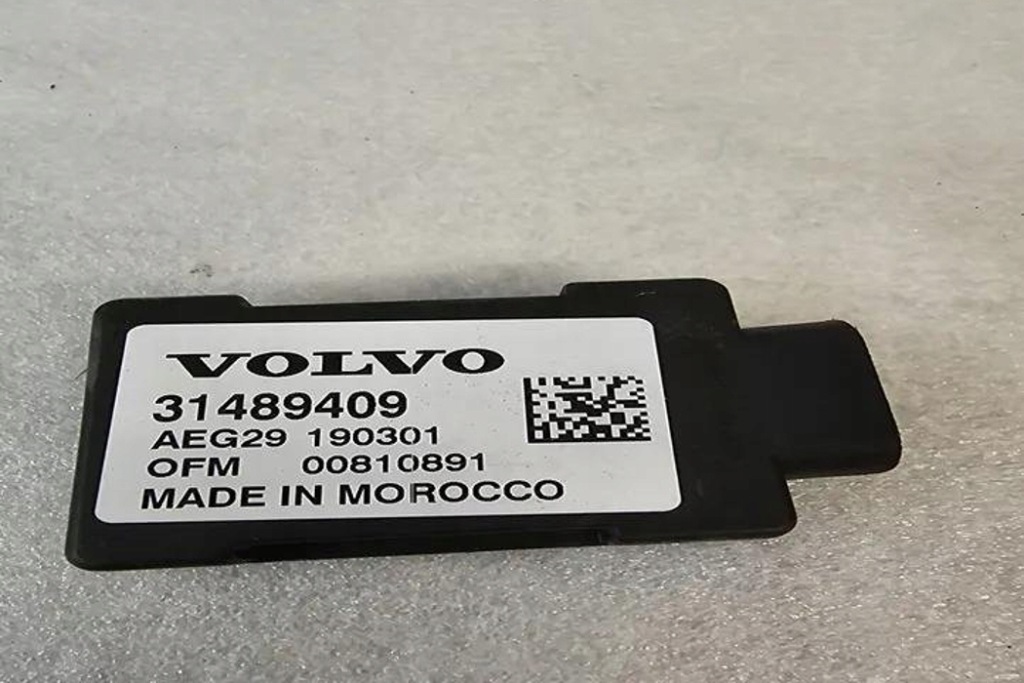 VOLVO
31489409
AEG29 190301
OFM 00810891
MADE IN MOROCCO